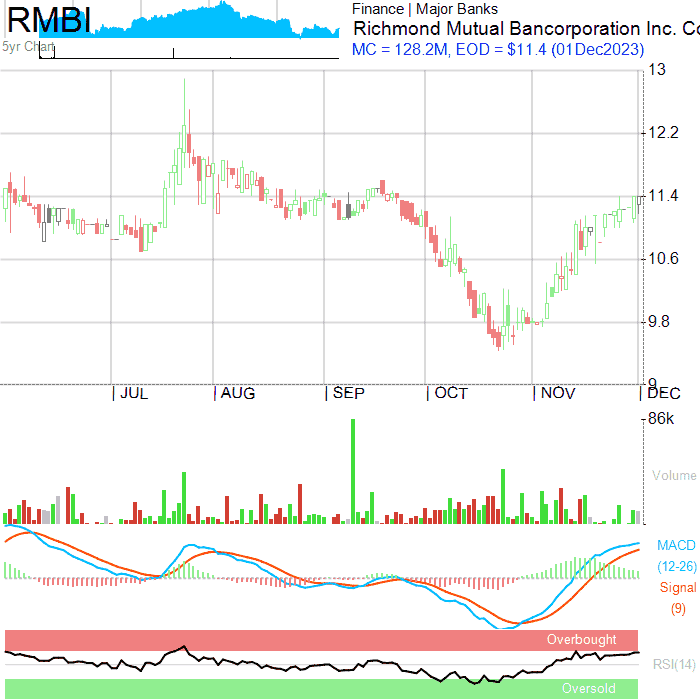 RMBI
5yr Chart
Finance | Major Banks
Richmond Mutual Bancorporation Inc. Co
MC = 128.2M, EOD = $11.4 (01Dec2023)
13
12.2
11.4
10.6
9.8
9
JUL
AUG
SEP
OCT
NOV
DEC
86k
Volume
MACD
(12-26)
Signal
(9)
Overbought
RSI(14)
Oversold